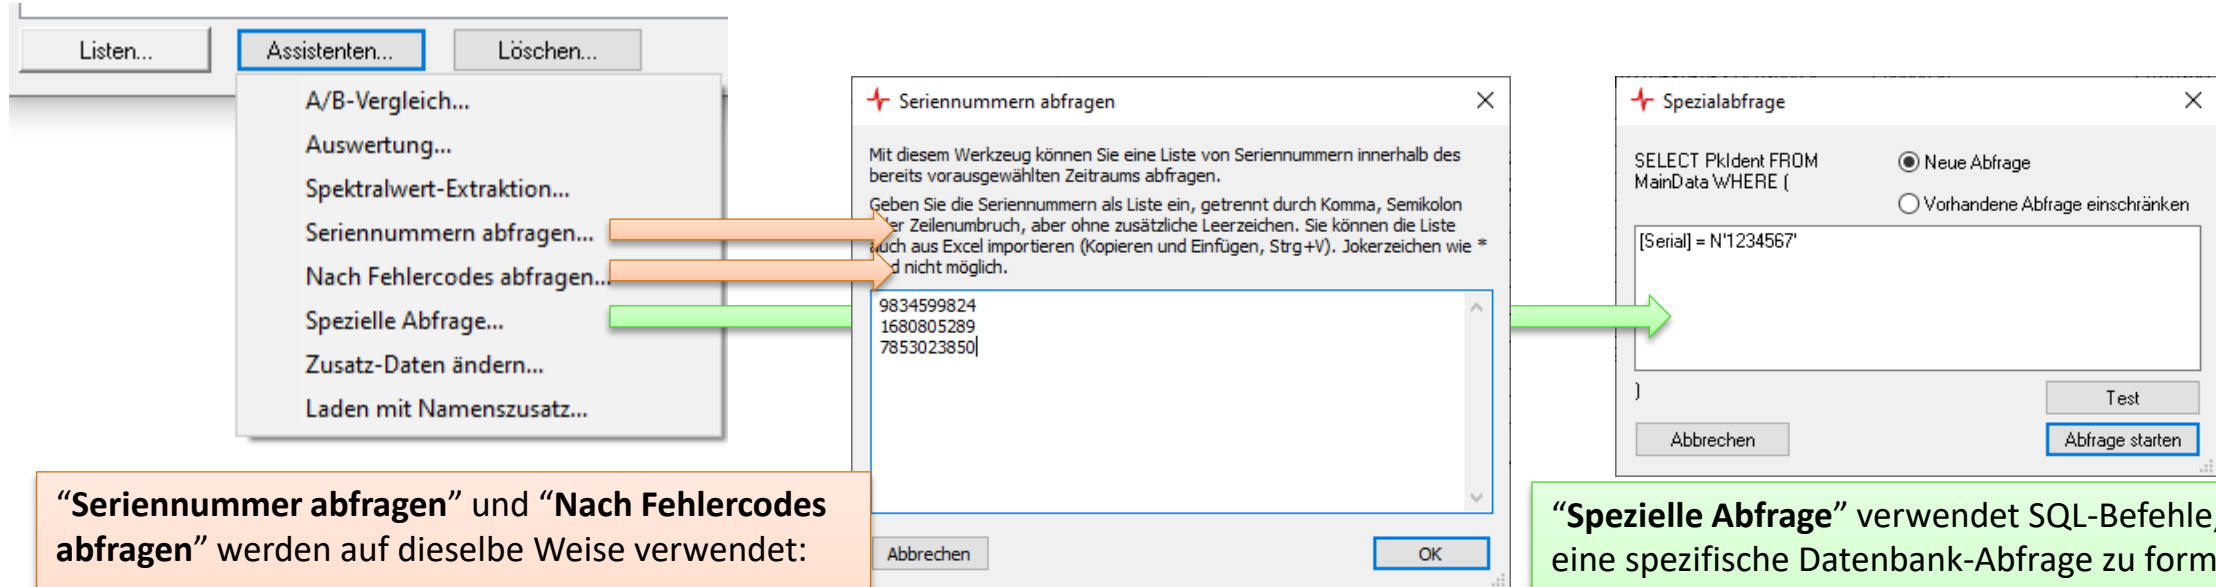 Listen...
Assistenten...
Löschen...
A/B-Vergleich...
Auswertung...
Spektralwert-Extraktion...
Seriennummern abfragen...
Nach Fehlercodes abfragen...
Spezielle Abfrage...
Zusatz-Daten ändern...
Laden mit Namenszusatz...
“Seriennummer abfragen” und “Nach Fehlercodes
abfragen” werden auf dieselbe Weise verwendet:
Seriennummern abfragen
Mit diesem Werkzeug können Sie eine Liste von Seriennummern innerhalb des
bereits vorausgewählten Zeitraums abfragen.
Geben Sie die Seriennummern als Liste ein, getrennt durch Komma, Semikolon
Zeilenumbruch, aber ohne zusätzliche Leerzeichen. Sie können die Liste
auch aus Excel importieren (Kopieren und Einfügen, Strg+V). Jokerzeichen wie *
nicht möglich.
9834599824
1680805289
7853023850
Abbrechen
OK
Spezialabfrage
SELECT PkIdent FROM
MainData WHERE (
Neue Abfrage
Vorhandene Abfrage einschränken
[Serial] = N'1234567'
)
Test
Abbrechen
Abfrage starten
“Spezielle Abfrage” verwendet SQL-Befehle,
eine spezifische Datenbank-Abfrage zu form